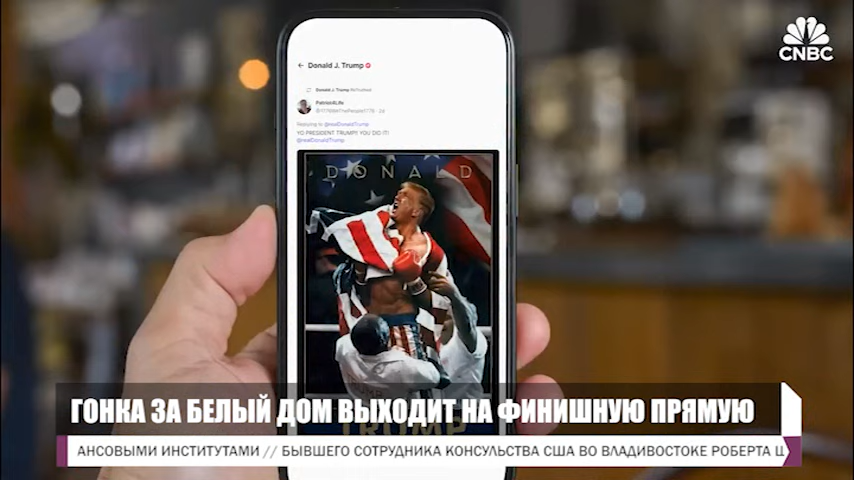 CNBC
← Donald J. Trump
Donald J. Trump ReTruthed
Patriot4Life
Replying to @realDonaldTrump
YO PRESIDENT TRUMP!! YOU DID IT!
@realDonaldTrump
DONALD
TRUMP
ГОНКА ЗА БЕЛЫЙ ДОМ ВЫХОДИТ НА ФИНИШНУЮ ПРЯМУЮ
АНСОВЫМИ ИНСТИТУТАМИ // БЫВШЕГО СОТРУДНИКА КОНСУЛЬСТВА США ВО ВЛАДИВОСТОКЕ РОБЕРТА Ш